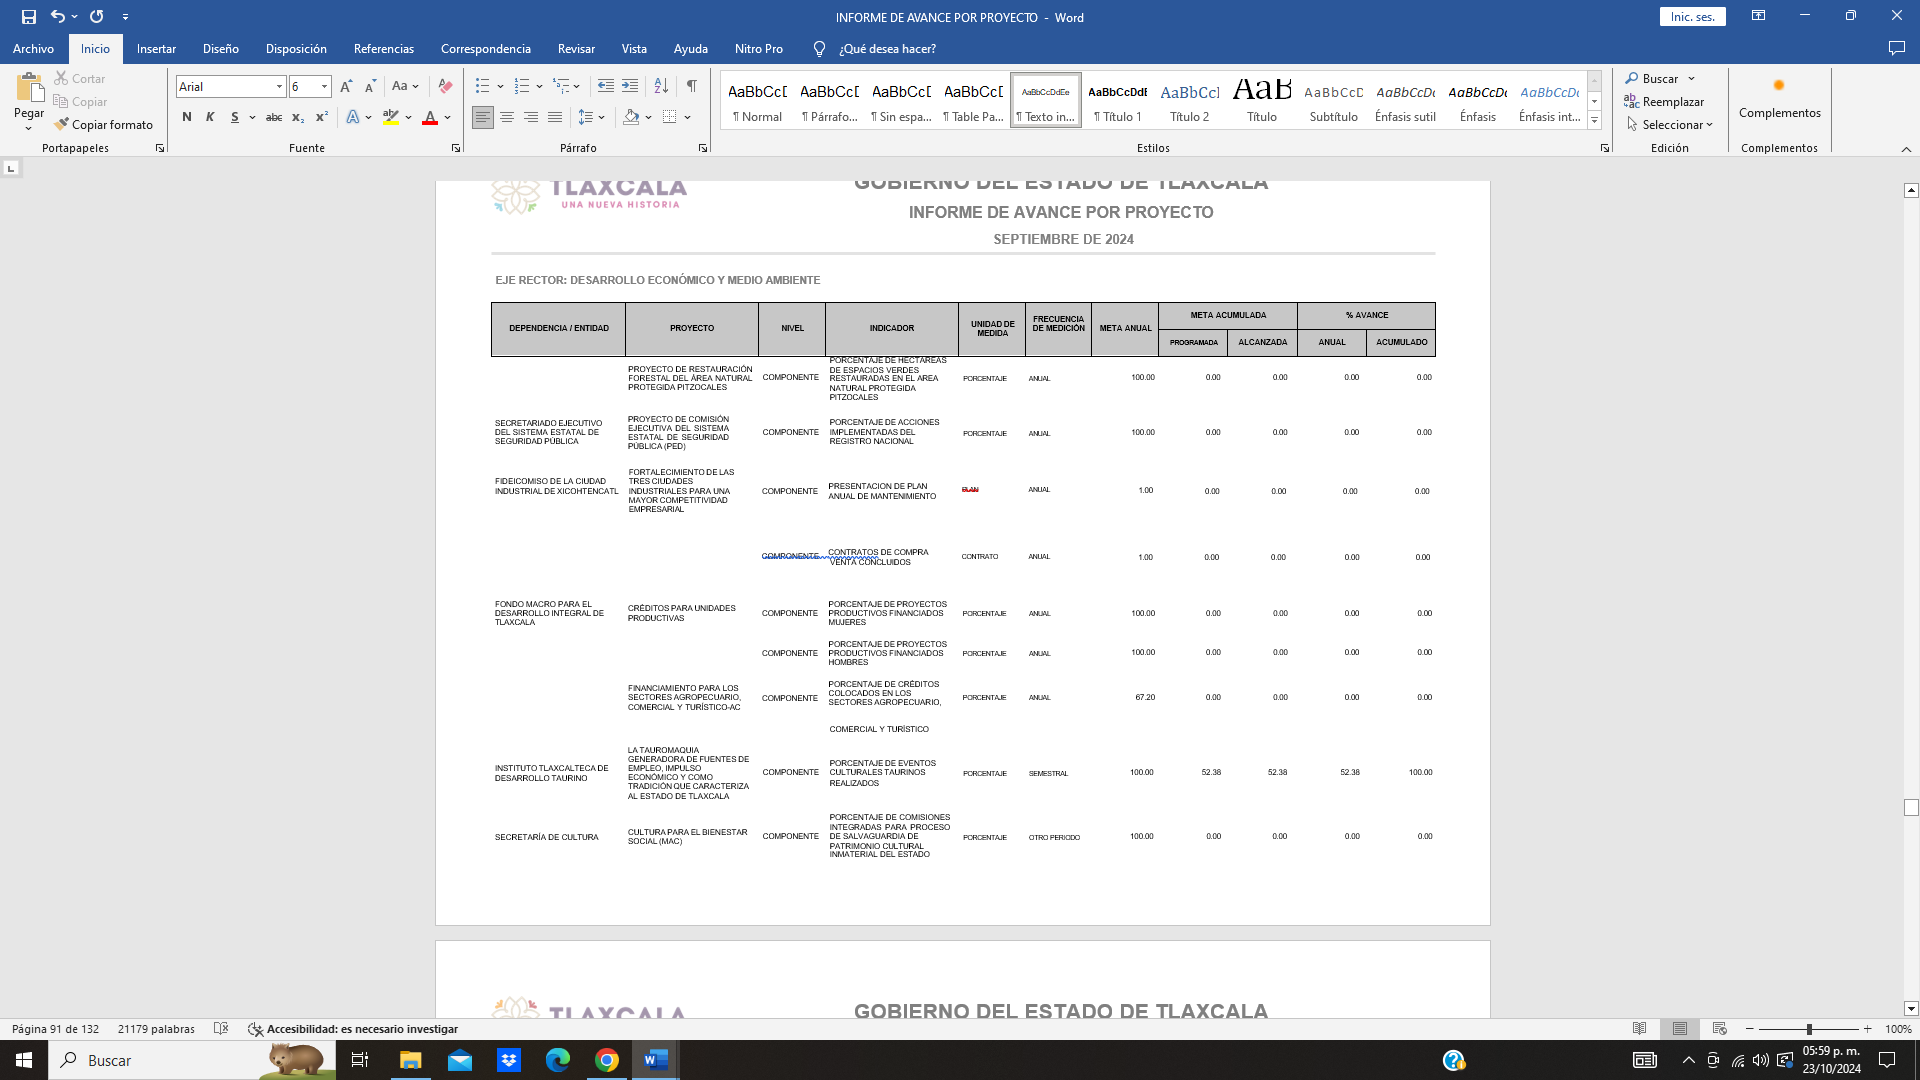 INFORME DE AVANCE POR PROYECTO - Word
Inic. ses.
Archivo Inicio Insertar Diseño Disposición Referencias Correspondencia Revisar Vista Ayuda Nitro Pro ¿Qué desea hacer?
Pegar
Cortar
Copiar
Copiar formato
Portapapeles
Arial 6
Aa
N K S abc x₂ x²
Fuente
Párrafo
AaBbCcI AaBbCcI AaBbCcI AaBbCcI AaBbCcDdEe AaBbCcDdE AaBbCcI AaB AaBbCcD AaBbCcDc AaBbCcDc AaBbCcDc
¶ Normal ¶ Párrafo... ¶ Sin espa... ¶ Table Pa... ¶ Texto in... ¶ Título 1 Título 2 Título Subtítulo Énfasis sutil Énfasis Énfasis int...
Estilos
Buscar
Reemplazar
Seleccionar
Edición
Complementos
Complementos
TLAXCALA
UNA NUEVA HISTORIA
GOBIERNO DEL ESTADO DE TLAXCALA
INFORME DE AVANCE POR PROYECTO
SEPTIEMBRE DE 2024
EJE RECTOR: DESARROLLO ECONÓMICO Y MEDIO AMBIENTE
DEPENDENCIA / ENTIDAD PROYECTO NIVEL INDICADOR UNIDAD DE MEDIDA FRECUENCIA DE MEDICIÓN META ANUAL META ACUMULADA % AVANCE
PROGRAMADA ALCANZADA ANUAL ACUMULADO
PROYECTO DE RESTAURACIÓN
FORESTAL DEL ÁREA NATURAL
PROTEGIDA PITZOCALES
COMPONENTE
PORCENTAJE DE HECTAREAS
DE ESPACIOS VERDES
RESTAURADAS EN EL AREA
NATURAL PROTEGIDA
PITZOCALES
PORCENTAJE ANUAL 100.00 0.00 0.00 0.00 0.00
SECRETARIADO EJECUTIVO
DEL SISTEMA ESTATAL DE
SEGURIDAD PÚBLICA
PROYECTO DE COMISIÓN
EJECUTIVA DEL SISTEMA
ESTATAL DE SEGURIDAD
PÚBLICA (PED)
COMPONENTE
PORCENTAJE DE ACCIONES
IMPLEMENTADAS DEL
REGISTRO NACIONAL
PORCENTAJE ANUAL 100.00 0.00 0.00 0.00 0.00
FIDEICOMISO DE LA CIUDAD
INDUSTRIAL DE XICOHTENCATL
FORTALECIMIENTO DE LAS
TRES CIUDADES
INDUSTRIALES PARA UNA
MAYOR COMPETITIVIDAD
EMPRESARIAL
COMPONENTE
PRESENTACION DE PLAN
ANUAL DE MANTENIMIENTO
PLAN ANUAL 1.00 0.00 0.00 0.00 0.00
COMPONENTE
CONTRATOS DE COMPRA
VENTA CONCLUIDOS
CONTRATO ANUAL 1.00 0.00 0.00 0.00 0.00
FONDO MACRO PARA EL
DESARROLLO INTEGRAL DE
TLAXCALA
CRÉDITOS PARA UNIDADES
PRODUCTIVAS
COMPONENTE
PORCENTAJE DE PROYECTOS
PRODUCTIVOS FINANCIADOS
MUJERES
PORCENTAJE ANUAL 100.00 0.00 0.00 0.00 0.00
COMPONENTE
PORCENTAJE DE PROYECTOS
PRODUCTIVOS FINANCIADOS
HOMBRES
PORCENTAJE ANUAL 100.00 0.00 0.00 0.00 0.00
FINANCIAMIENTO PARA LOS
SECTORES AGROPECUARIO,
COMERCIAL Y TURÍSTICO-AC
COMPONENTE
PORCENTAJE DE CRÉDITOS
COLOCADOS EN LOS
SECTORES AGROPECUARIO,
COMERCIAL Y TURÍSTICO
PORCENTAJE ANUAL 67.20 0.00 0.00 0.00 0.00
INSTITUTO TLAXCALTECA DE
DESARROLLO TAURINO
LA TAUROMAQUIA
GENERADORA DE FUENTES DE
EMPLEO, IMPULSO
ECONÓMICO Y COMO
TRADICIÓN QUE CARACTERIZA
AL ESTADO DE TLAXCALA
COMPONENTE
PORCENTAJE DE EVENTOS
CULTURALES TAURINOS
REALIZADOS
PORCENTAJE SEMESTRAL 100.00 52.38 52.38 52.38 100.00
SECRETARÍA DE CULTURA
CULTURA PARA EL BIENESTAR
SOCIAL (MAC)
COMPONENTE
PORCENTAJE DE COMISIONES
INTEGRADAS PARA PROCESO
DE SALVAGUARDIA DE
PATRIMONIO CULTURAL
INMATERIAL DEL ESTADO
PORCENTAJE OTRO PERIODO 100.00 0.00 0.00 0.00 0.00
TLAXCALA
GOBIERNO DEL ESTADO DE TLAXCALA
Página 91 de 132 21179 palabras Accesibilidad: es necesario investigar 100%
Buscar
05:59 p. m.
23/10/2024